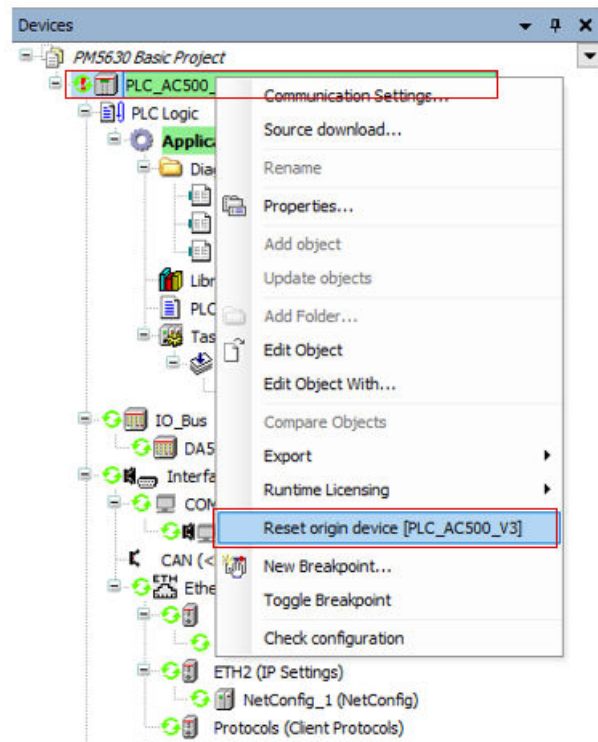 Devices
PM5630 Basic Project
PLC_AC500_
PLC Logic
Applic
Dia
Libr
PLC
Tas
IO_Bus
DA5
Interfa
COM
CAN (<
Ethe
ETH
ETH2 (IP Settings)
NetConfig_1 (NetConfig)
Protocols (Client Protocols)
Communication Settings...
Source download...
Rename
Properties...
Add object
Update objects
Add Folder...
Edit Object
Edit Object With...
Compare Objects
Export
Runtime Licensing
Reset origin device [PLC_AC500_V3]
New Breakpoint...
Toggle Breakpoint
Check configuration